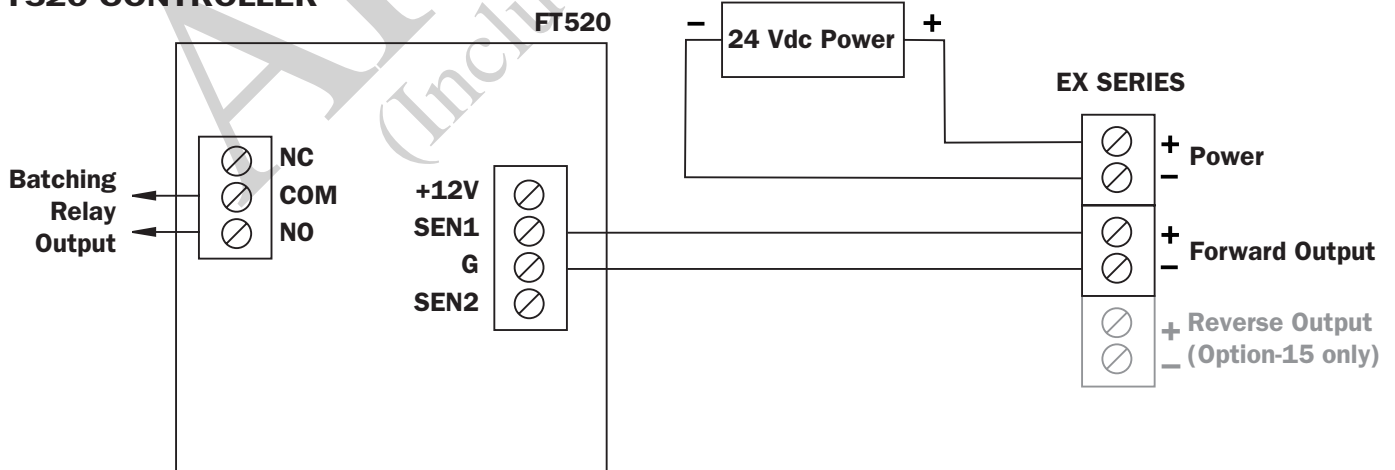 CONTROLLER
FT520
- 24 Vdc Power +
EX SERIES
NC
COM
NO
Batching
Relay
Output
+12V
SEN1
G
SEN2
+
-
Power
+
-
Forward Output
+
-
Reverse Output
(Option-15 only)
(Inclu